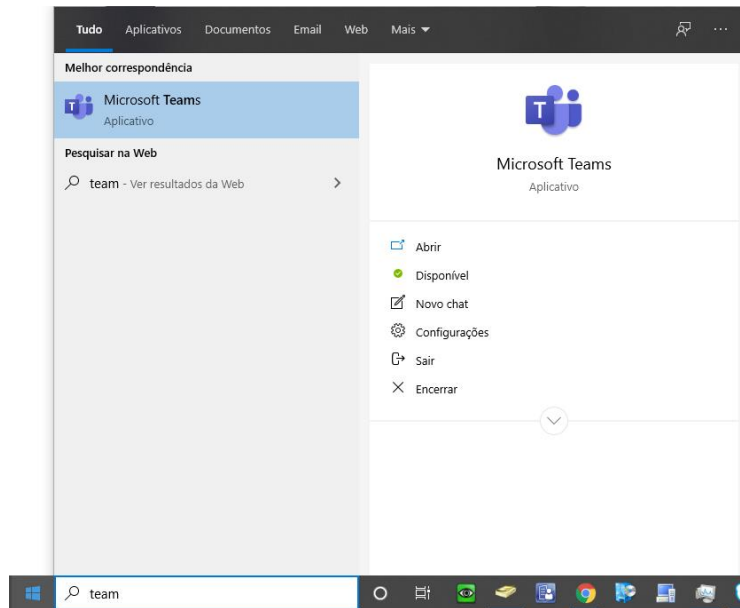 Tudo Aplicativos Documentos Email Web Mais
Melhor correspondência
Microsoft Teams
Aplicativo
Pesquisar na Web
team - Ver resultados da Web
T
Microsoft Teams
Aplicativo
Abrir
Disponível
Novo chat
Configurações
Sair
Encerrar
team